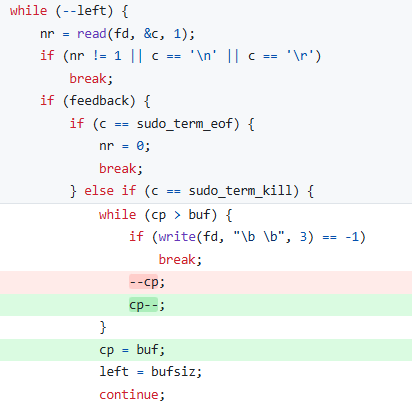 while (--left) {
nr = read(fd, &c, 1);
if (nr != 1 || c == '\n' || c == '\r')
break;
if (feedback) {
if (c == sudo_term_eof) {
nr = 0;
break;
} else if (c == sudo_term_kill) {
while (cp > buf) {
if (write(fd, "\b \b", 3) == -1)
break;
--cp;
cp--;
}
cp = buf;
left = bufsiz;
continue;